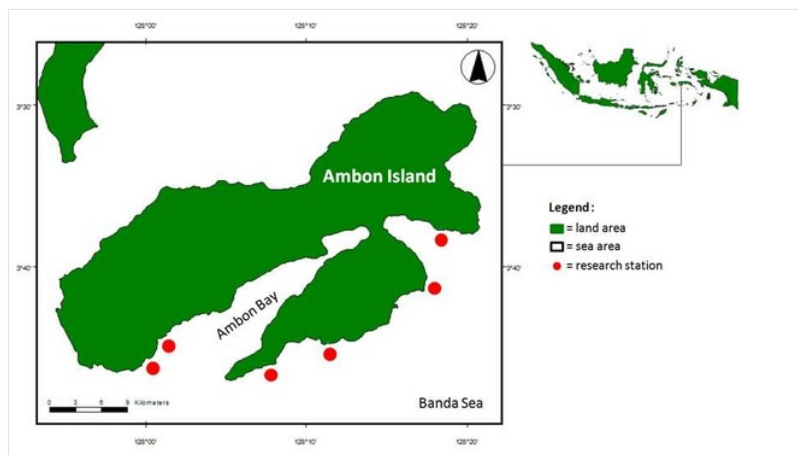 128°00'
128°10'
128°20'
3°30'
3°30'
Ambon Island
Legend :
= land area
= sea area
= research station
3°40'
3°40'
Ambon Bay
Banda Sea
0 3 6 9 Kilometers
128°00'
128°10'
128°20'